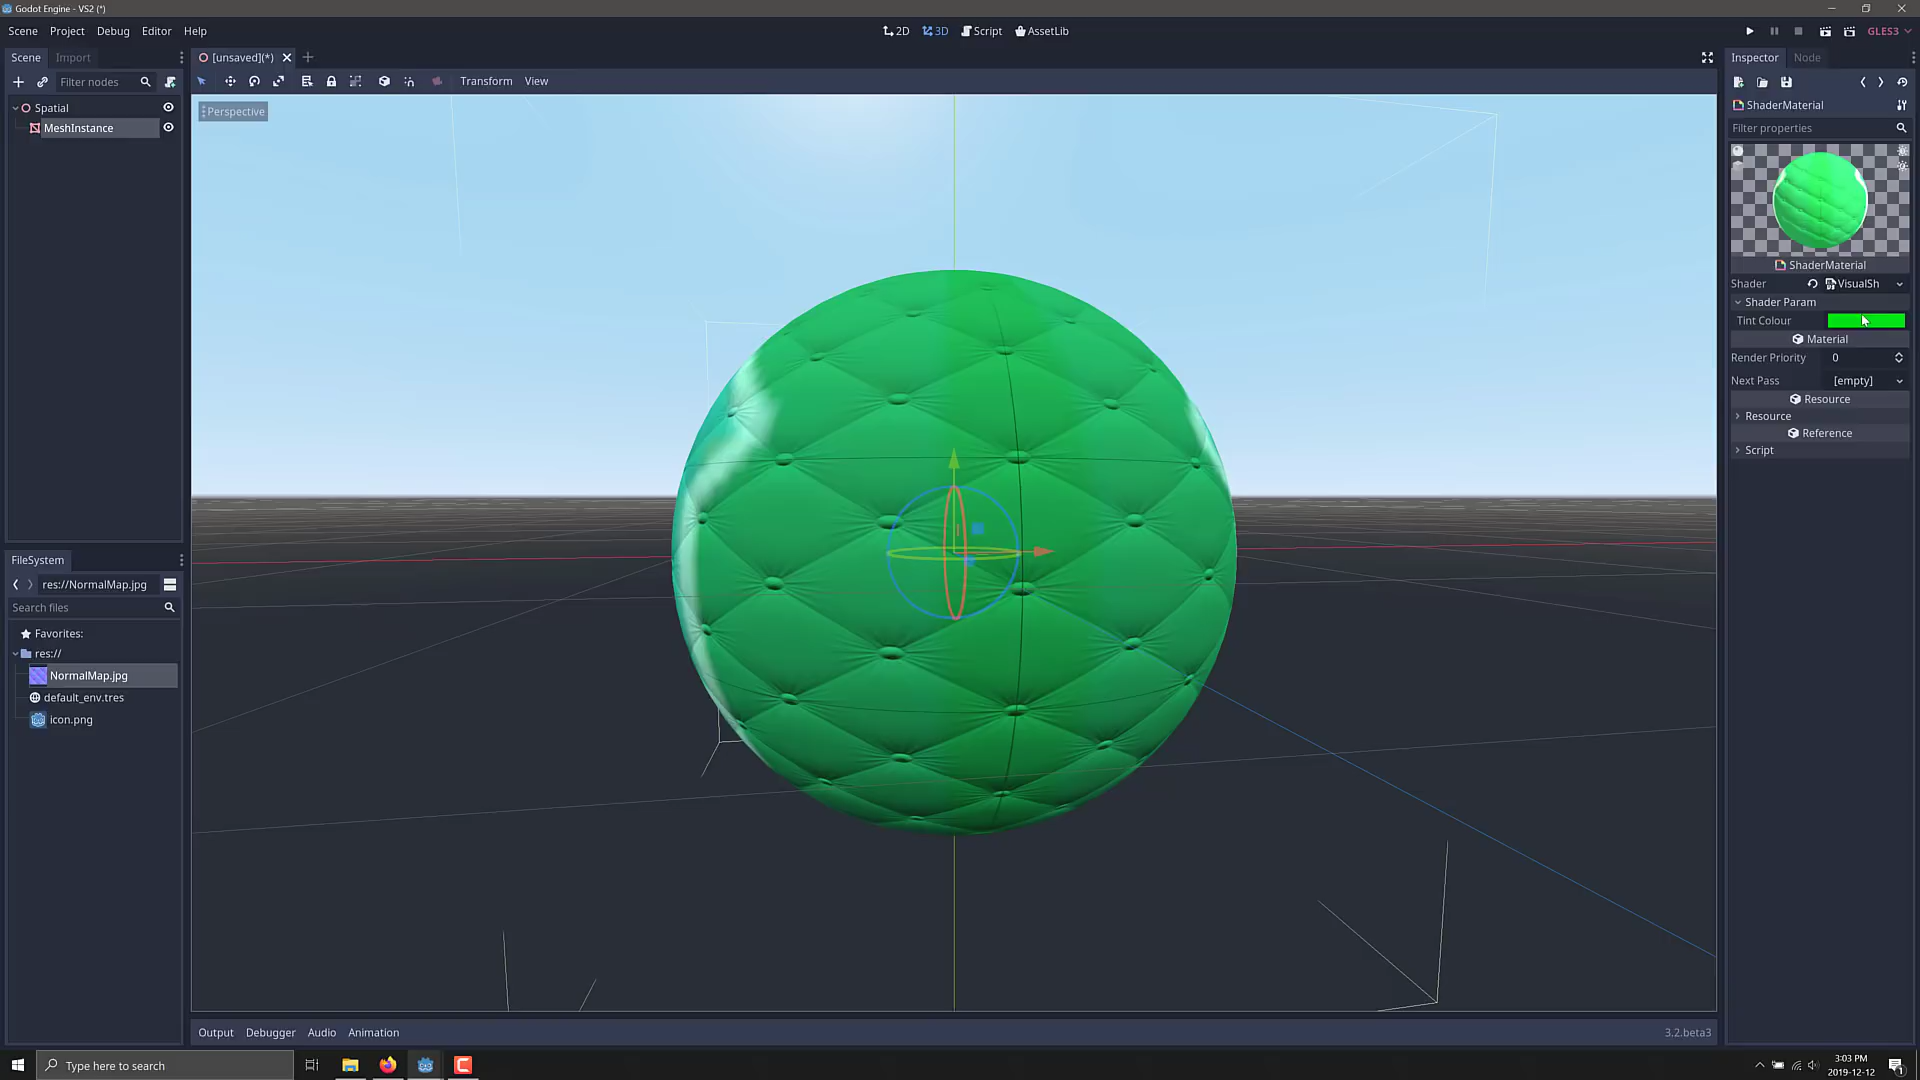 Godot Engine - VS2 (*)
Scene Project Debug Editor Help
2D 3D Script AssetLib
GLES3
Scene Import
[unsaved](*)
Inspector Node
Filter nodes
Transform View
Spatial
MeshInstance
Perspective
ShaderMaterial
Filter properties
ShaderMaterial
Shader VisualSh
Shader Param
Tint Colour
Material
Render Priority 0
Next Pass [empty]
Resource
Resource
Reference
Script
FileSystem
res://NormalMap.jpg
Search files
Favorites:
res://
NormalMap.jpg
default_env.tres
icon.png
Output Debugger Audio Animation
3.2.beta3
Type here to search
3:03 PM
2019-12-12
1